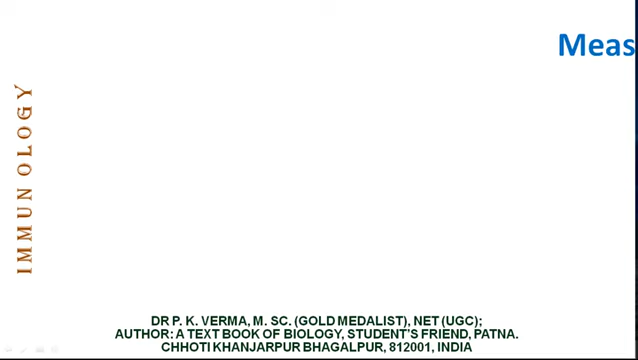 Meas
IMMUNOLOGY
DR P. K. VERMA, M. SC. (GOLD MEDALIST), NET (UGC);
AUTHOR: A TEXT BOOK OF BIOLOGY, STUDENT'S FRIEND, PATNA.
CHHOTI KHANJARPUR BHAGALPUR, 812001, INDIA